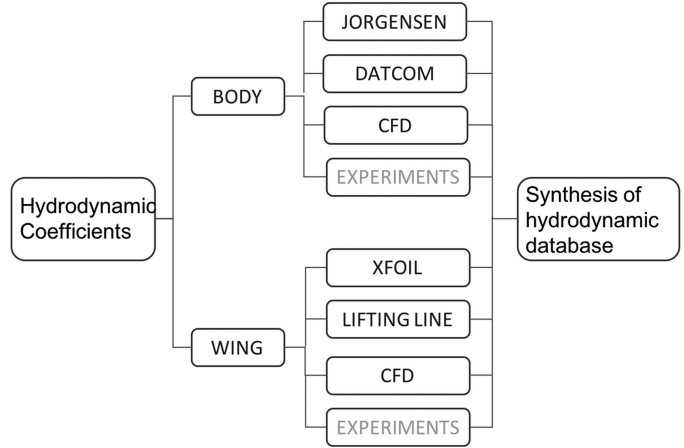 Hydrodynamic
Coefficients
BODY
WING
JORGENSEN
DATCOM
CFD
EXPERIMENTS
XFOIL
LIFTING LINE
CFD
EXPERIMENTS
Synthesis of
hydrodynamic
database